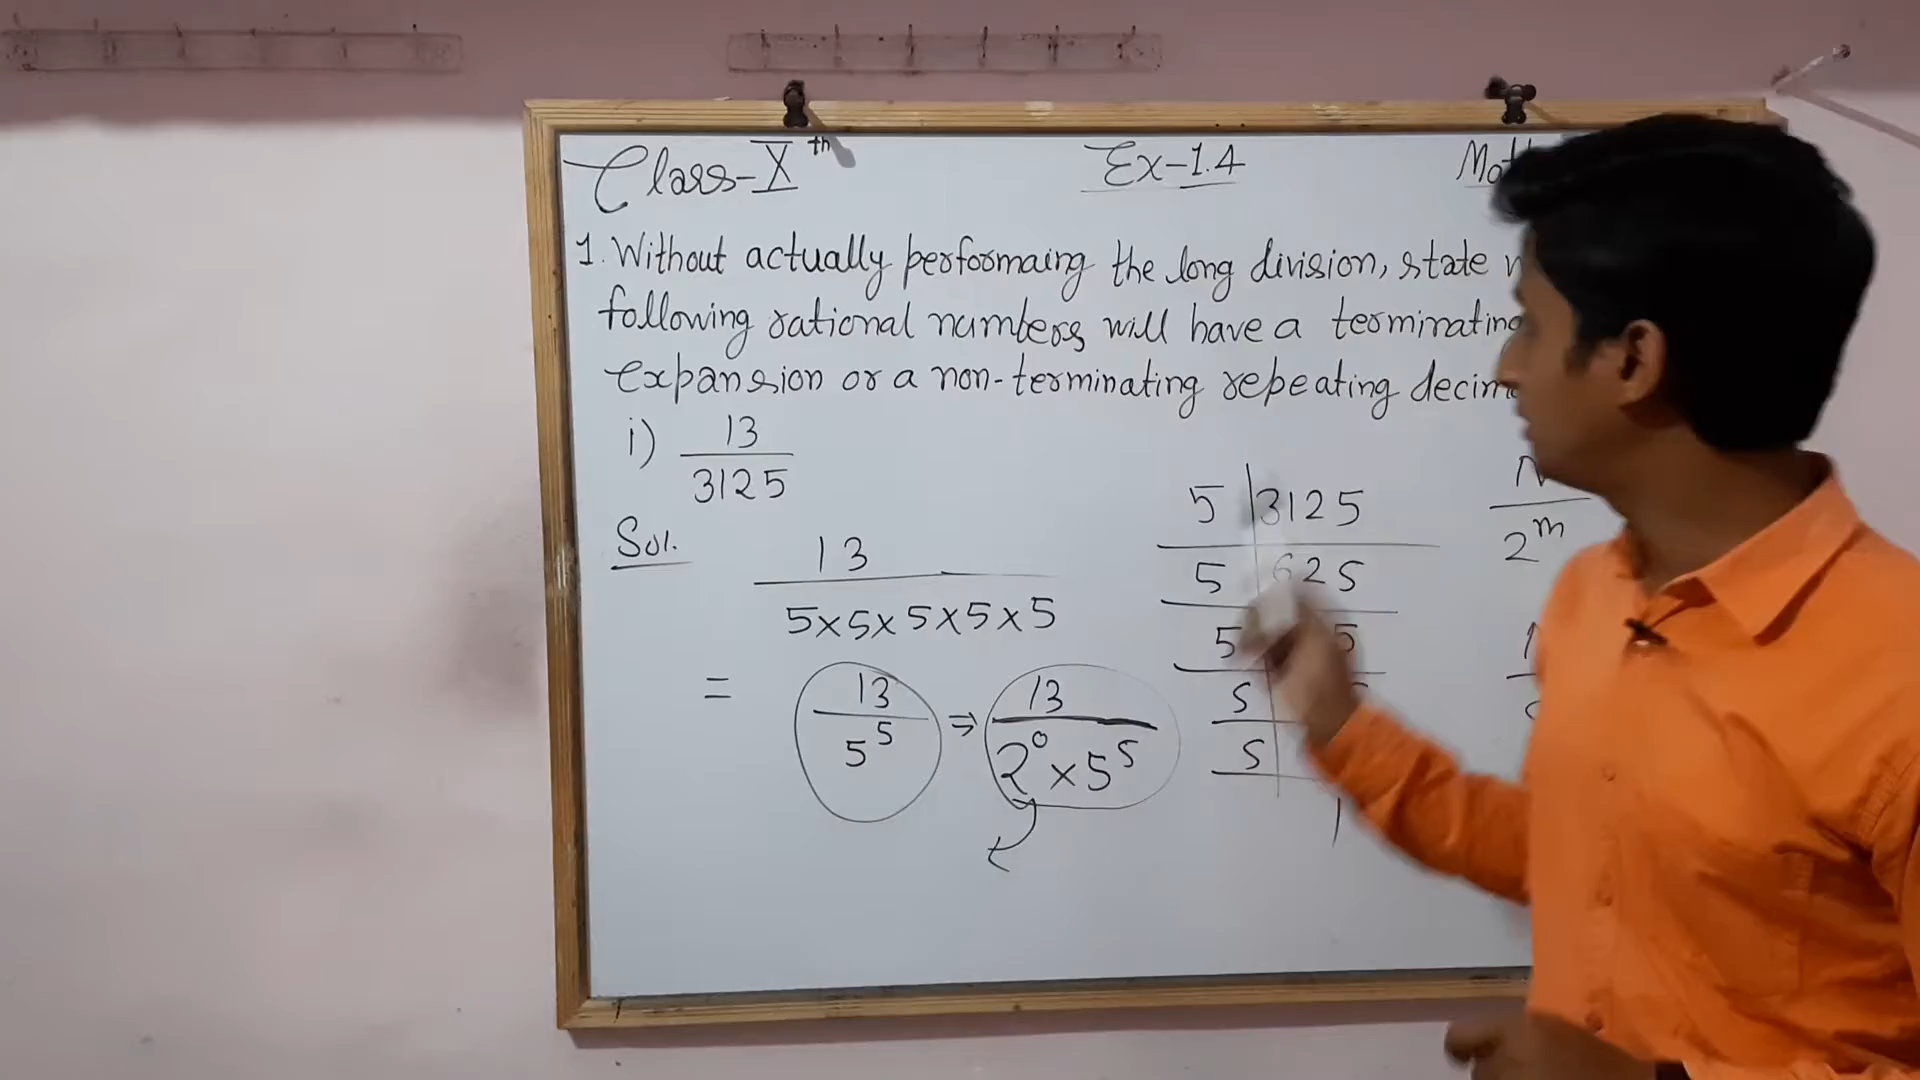 Class-X th Ex-1.4
1. Without actually performaing the long division, state
following rational numbers will have a terminating
expansion or a non-terminating repeating
i) 13
3125
Sol.
13
5×5×5×5×5
= 13/5^5 ⇒ 13/2^0×5^5
5 | 3125
5 | 625
5 5
5
5
1
2^m